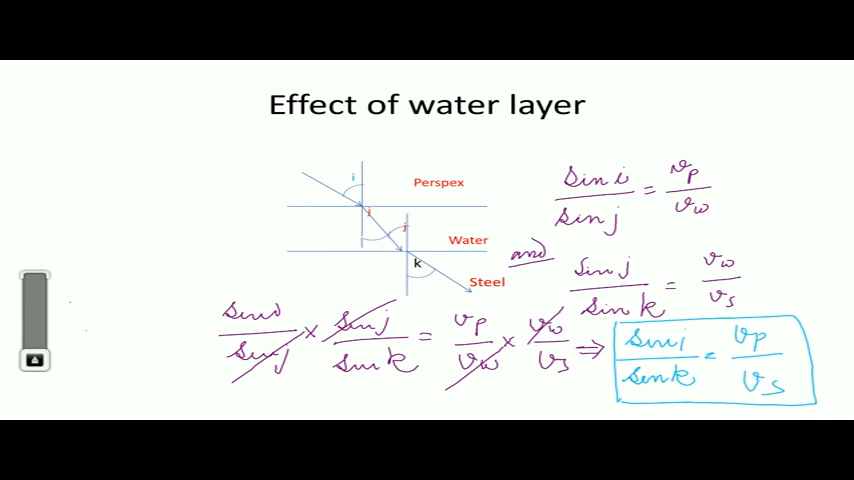 Effect of water layer
i
Perspex
j
j
Water
k
Steel
sin i / sin j = vp / vw
and
sin j / sin k = vw / vs
sin i / sin j × sin j / sin k = vp / vw × vw / vs ⇒ sin i / sin k = vp / vs